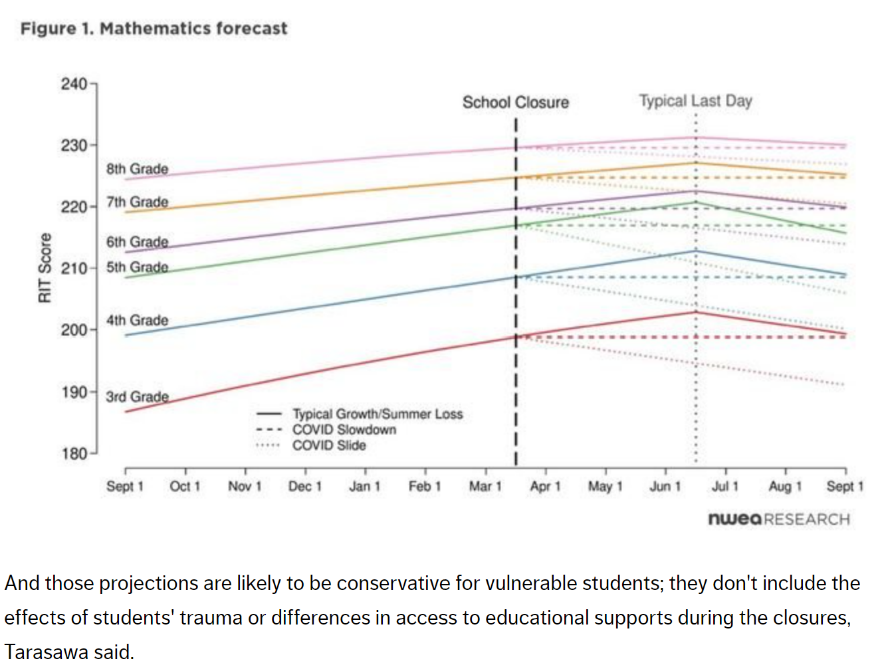 Figure 1. Mathematics forecast
240
School Closure
Typical Last Day
230
8th Grade
7th Grade
220
6th Grade
5th Grade
RIT Score
210
4th Grade
200
3rd Grade
190
Typical Growth/Summer Loss
COVID Slowdown
COVID Slide
180
Sept 1 Oct 1 Nov 1 Dec 1 Jan 1 Feb 1 Mar 1 Apr 1 May 1 Jun 1 Jul 1 Aug 1 Sept 1
nwea RESEARCH
And those projections are likely to be conservative for vulnerable students; they don't include the
effects of students' trauma or differences in access to educational supports during the closures,
Tarasawa said.